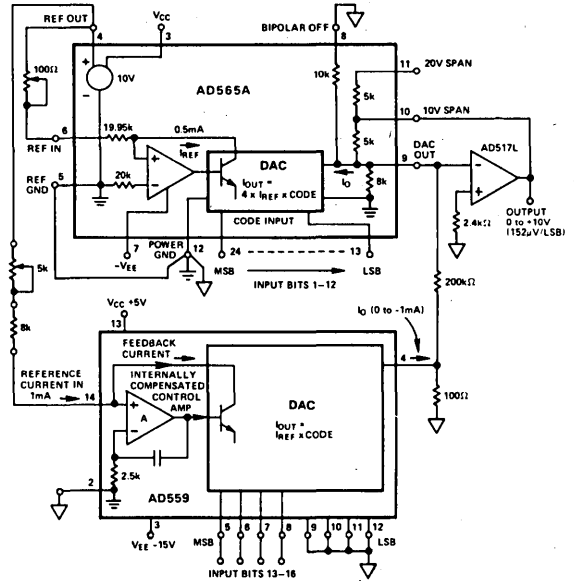 REF OUT
VCC
BIPOLAR OFF
4
3
8
100Ω
+
10V
-
AD565A
10k
11
20V SPAN
5k
10
10V SPAN
6
19.95k
0.5mA
IREF
5k
9
DAC OUT
AD517L
REF IN
+
-
DAC
IOUT = 4 x IREF x CODE
IO
8k
-
+
REF GND
5
20k
CODE INPUT
2.4kΩ
OUTPUT
0 to +10V
(152µV/LSB)
7
-VEE
POWER GND
12
24
13
MSB
LSB
INPUT BITS 1-12
5k
200kΩ
8k
VCC +5V
13
IO (0 to -1mA)
4
FEEDBACK CURRENT
INTERNALLY COMPENSATED CONTROL AMP
REFERENCE CURRENT IN 1mA
14
+
A
-
DAC
IOUT = IREF x CODE
100Ω
2.5k
2
AD559
3
VEE -15V
5
6
7
8
9
10
11
12
MSB
LSB
INPUT BITS 13-16